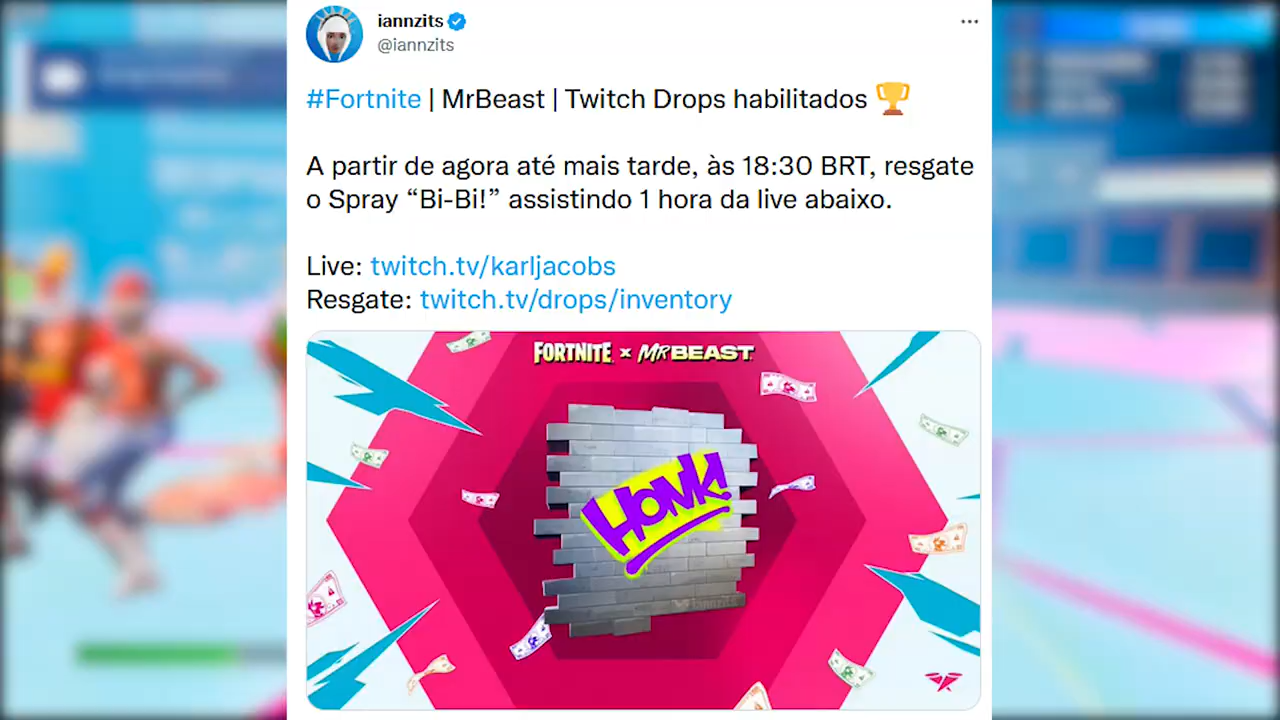 iannzits
@iannzits
#Fortnite | MrBeast | Twitch Drops habilitados
A partir de agora até mais tarde, às 18:30 BRT, resgate
o Spray “Bi-Bi!” assistindo 1 hora da live abaixo.
Live: twitch.tv/karljacobs
Resgate: twitch.tv/drops/inventory
FORTNITE x MRBEAST
HONK!
iannzits